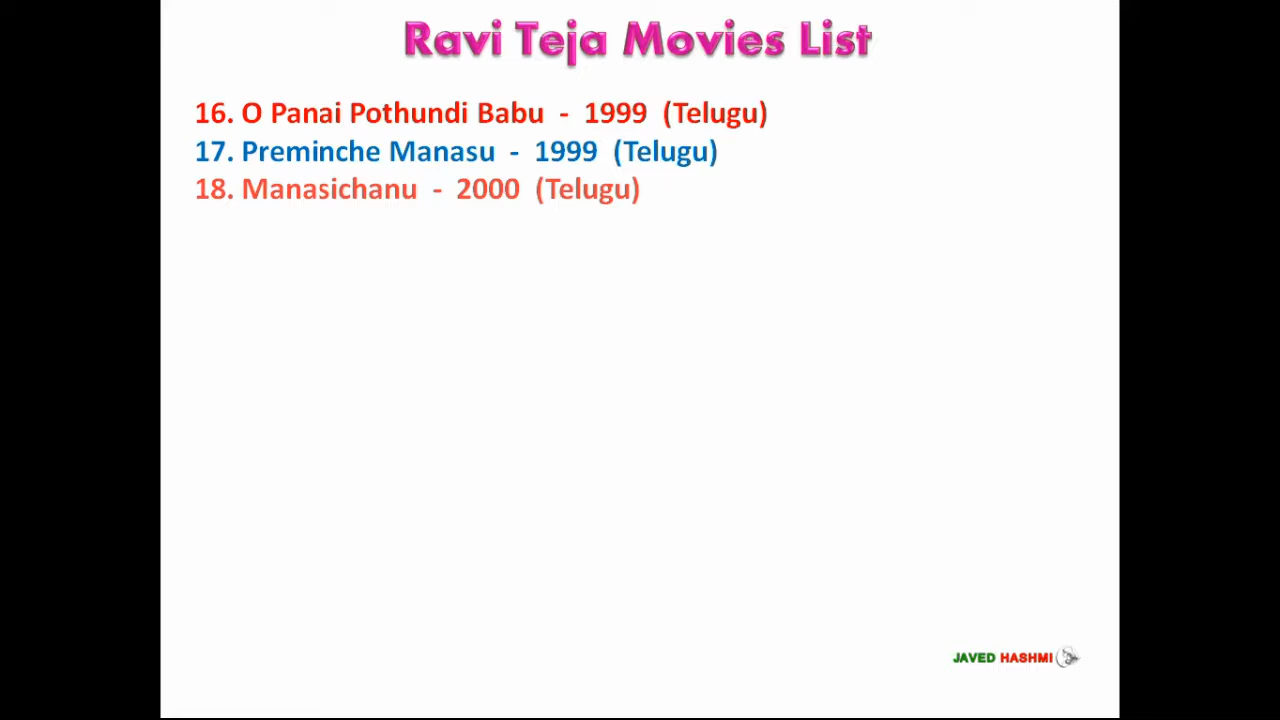 Ravi Teja Movies List
16. O Panai Pothundi Babu - 1999 (Telugu)
17. Preminche Manasu - 1999 (Telugu)
18. Manasichanu - 2000 (Telugu)
JAVED HASHMI